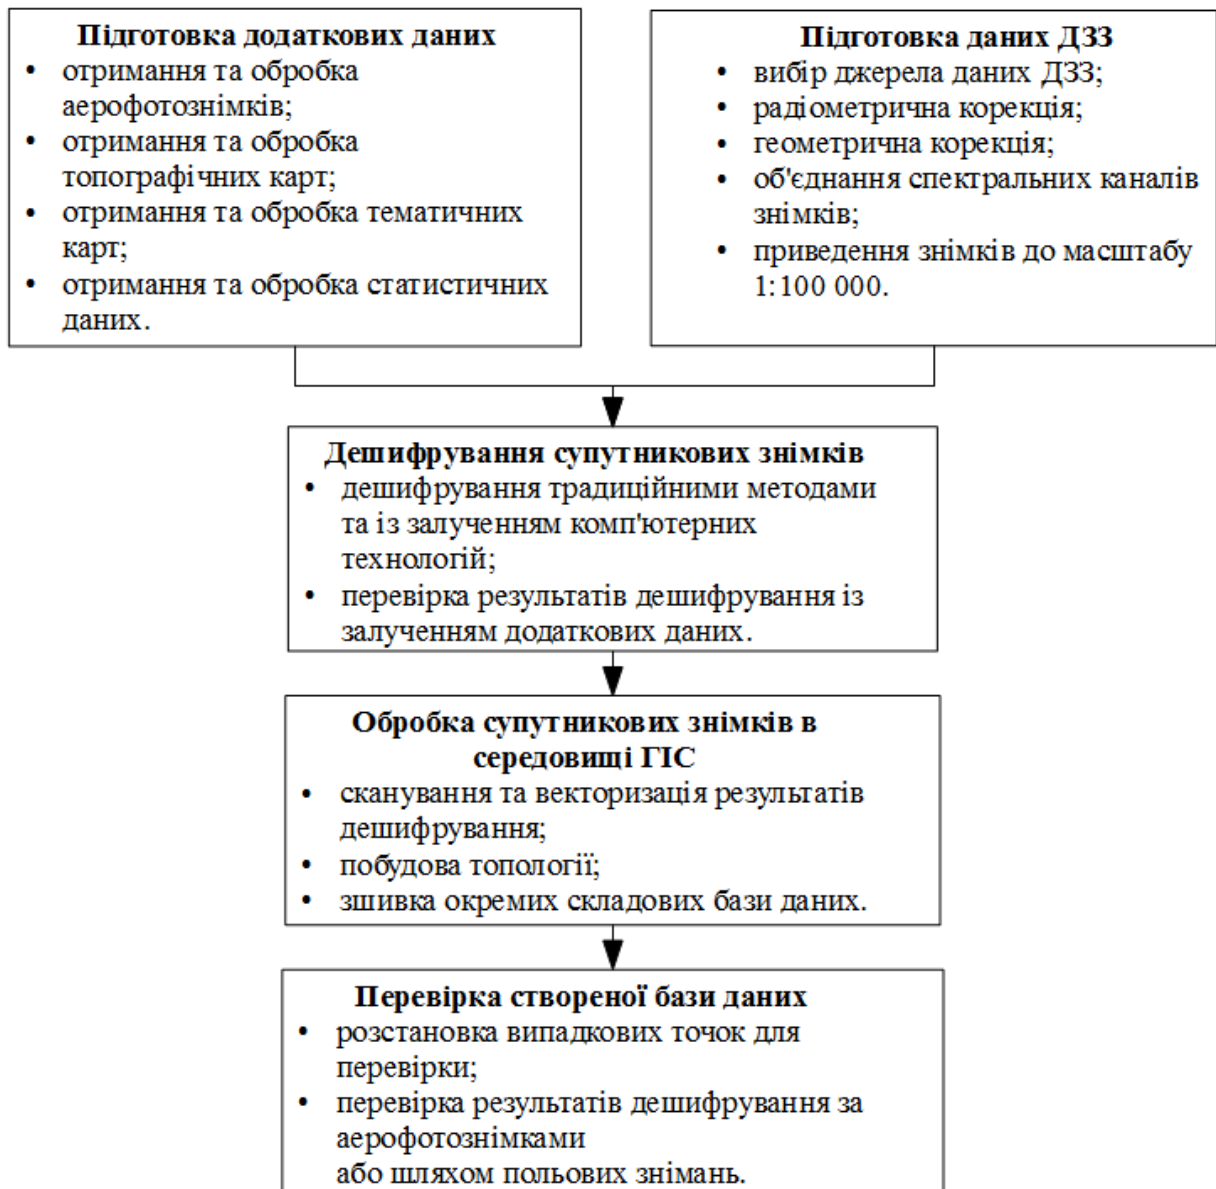 Підготовка додаткових даних
• отримання та обробка
аерофотознімків;
• отримання та обробка
топографічних карт;
• отримання та обробка тематичних
карт;
• отримання та обробка статистичних
даних.
Підготовка даних ДЗЗ
• вибір джерела даних ДЗЗ;
• радіометрична корекція;
• геометрична корекція;
• об'єднання спектральних каналів
знімків;
• приведення знімків до масштабу
1:100 000.
Дешифрування супутникових знімків
• дешифрування традиційними методами
та із залученням комп'ютерних
технологій;
• перевірка результатів дешифрування із
залученням додаткових даних.
Обробка супутникових знімків в
середовищі ГІС
• сканування та векторизація результатів
дешифрування;
• побудова топології;
• зшивка окремих складових бази даних.
Перевірка створеної бази даних
• розстановка випадкових точок для
перевірки;
• перевірка результатів дешифрування за
аерофотознімками
або шляхом польових знімань.